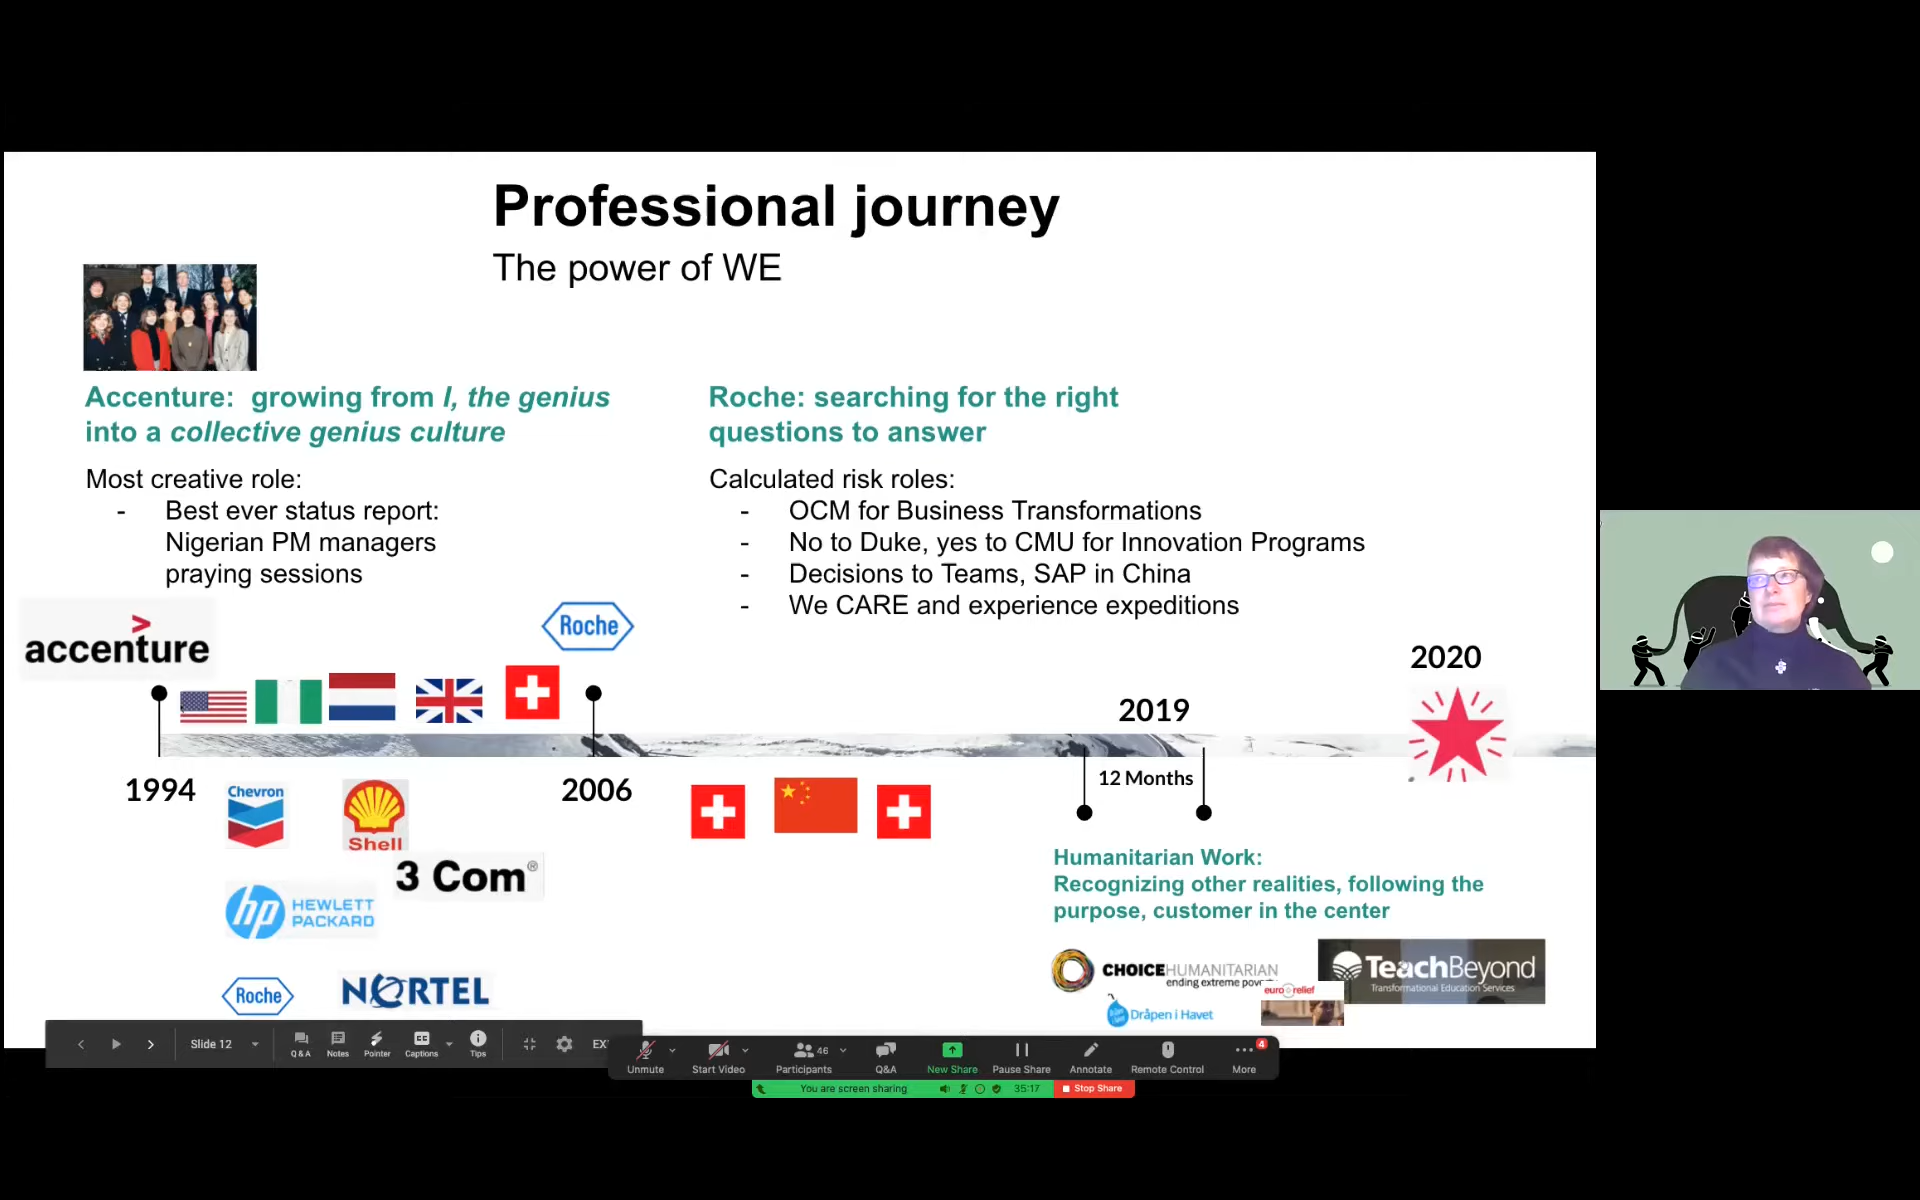 Professional journey
The power of WE
Accenture: growing from I, the genius
into a collective genius culture
Most creative role:
- Best ever status report:
Nigerian PM managers
praying sessions
Roche: searching for the right
questions to answer
Calculated risk roles:
- OCM for Business Transformations
- No to Duke, yes to CMU for Innovation Programs
- Decisions to Teams, SAP in China
- We CARE and experience expeditions
accenture
Roche
2020
2019
12 Months
1994
2006
Chevron
Shell
3 Com®
hp HEWLETT
PACKARD
Roche
NORTEL
Humanitarian Work:
Recognizing other realities, following the
purpose, customer in the center
CHOICEHUMANITARIAN
ending extreme
TeachBeyond
Transformational Education Services
euro relief
Dråpen i Havet
Slide 12
Q & A
Notes
Pointer
Captions
Tips
Unmute
Start Video
46
Participants
Q&A
New Share
Pause Share
Annotate
Remote Control
4
More
You are screen sharing
35:17
Stop Share